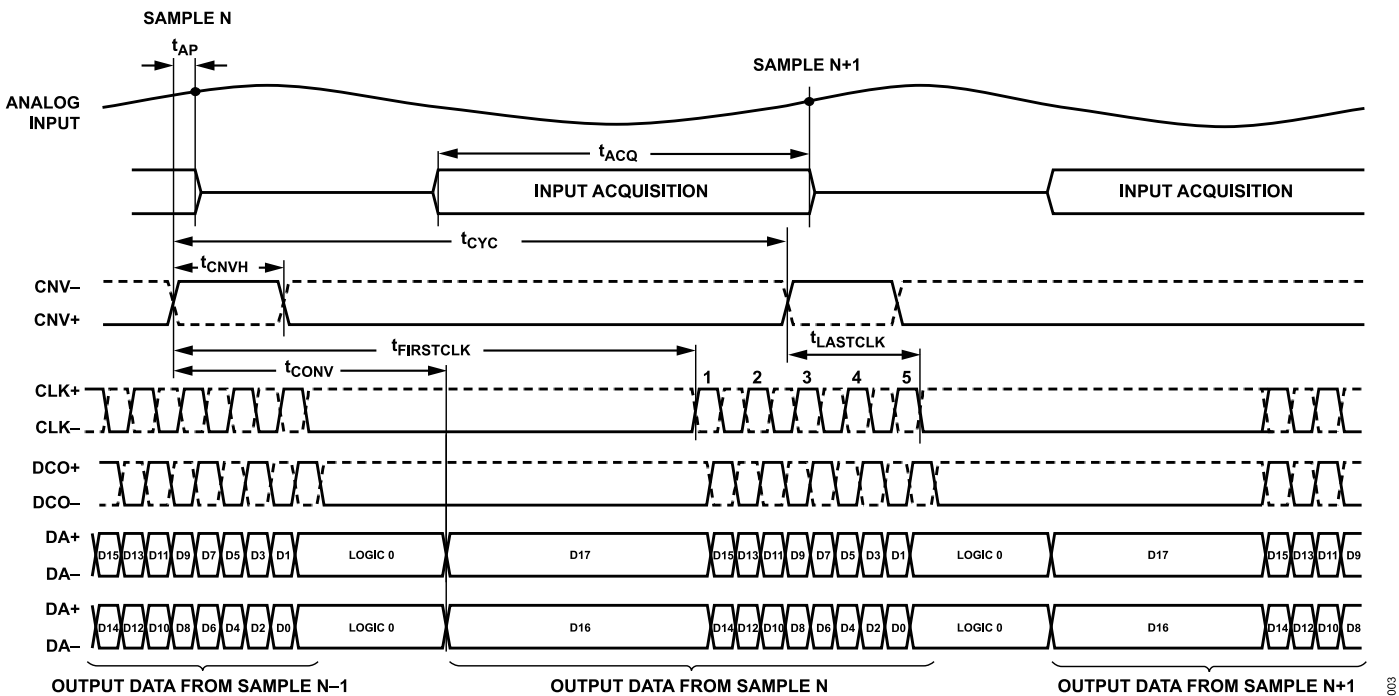 SAMPLE N
tAP
SAMPLE N+1
ANALOG
INPUT
tACQ
INPUT ACQUISITION
INPUT ACQUISITION
tCYC
tCNVH
CNV–
CNV+
tFIRSTCLK
tLASTCLK
tCONV
1 2 3 4 5
CLK+
CLK–
DCO+
DCO–
DA+
DA–
D15 D13 D11 D9 D7 D5 D3 D1 LOGIC 0 D17 D15 D13 D11 D9 D7 D5 D3 D1 LOGIC 0 D17 D15 D13 D11 D9
DA+
DA–
D14 D12 D10 D8 D6 D4 D2 D0 LOGIC 0 D16 D14 D12 D10 D8 D6 D4 D2 D0 LOGIC 0 D16 D14 D12 D10 D8
OUTPUT DATA FROM SAMPLE N–1
OUTPUT DATA FROM SAMPLE N
OUTPUT DATA FROM SAMPLE N+1
003